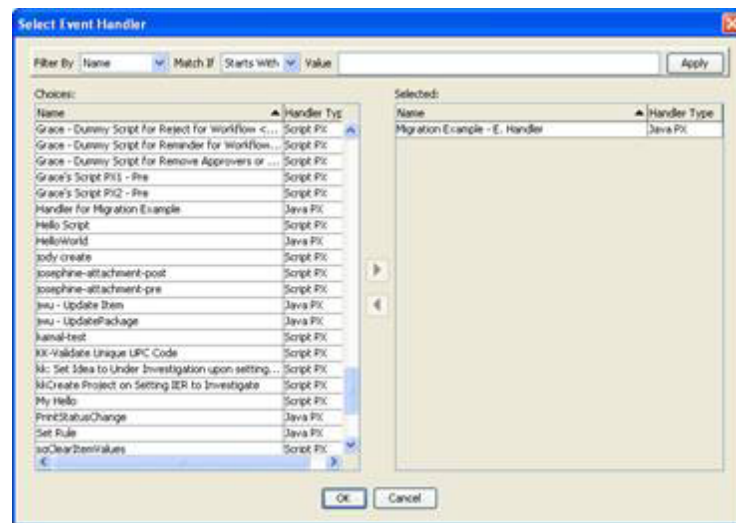 Select Event Handler
Filter By Name Match If Starts With Value Apply
Choices: Selected:
Name Handler Typ Name Handler Type
Grace - Dummy Script for Reject for Workflow <... Script PX Migration Example - E. Handler Java PX
Grace - Dummy Script for Reminder for Workflow... Script PX
Grace - Dummy Script for Remove Approvers or ... Script PX
Grace's Script PX1 - Pre Script PX
Grace's Script PX2 - Pre Script PX
Handler for Migration Example Java PX
Hello Script Script PX
HelloWorld Java PX
jody create Script PX
josephine-attachment-post Script PX
josephine-attachment-pre Script PX
jwu - Update Item Java PX
jwu - UpdatePackage Java PX
kamal-test Script PX
KK-Validate Unique UPC Code Script PX
kk: Set Idea to Under Investigation upon setting... Script PX
kkCreate Project on Setting IER to Investigate Script PX
My Hello Script PX
PrintStatusChange Java PX
Set Rule Java PX
sqClearItemValues Script PX
OK Cancel